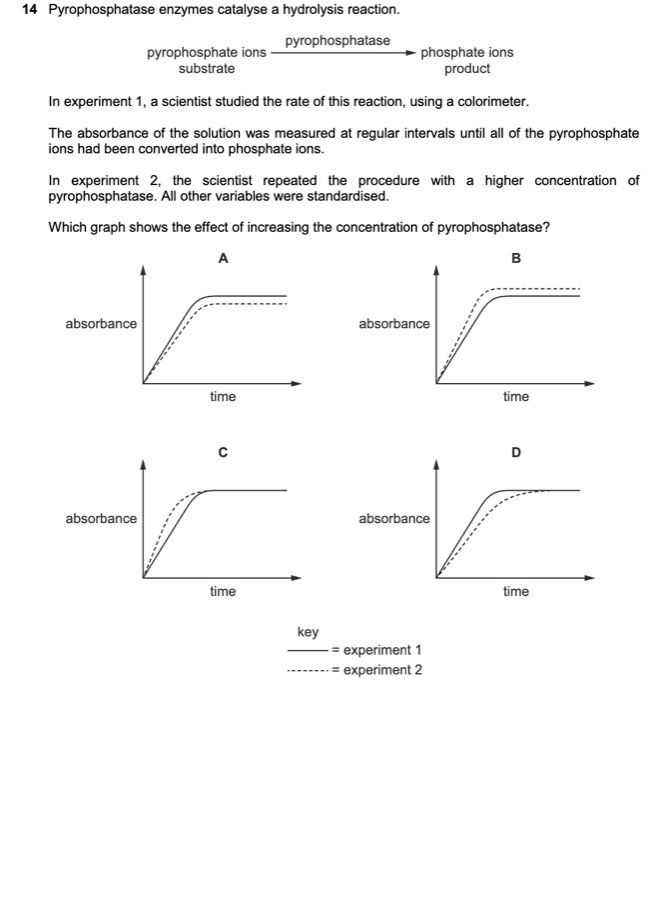 14 Pyrophosphatase enzymes catalyse a hydrolysis reaction.
pyrophosphatase
pyrophosphate ions phosphate ions
substrate product
In experiment 1, a scientist studied the rate of this reaction, using a colorimeter.
The absorbance of the solution was measured at regular intervals until all of the pyrophosphate
ions had been converted into phosphate ions.
In experiment 2, the scientist repeated the procedure with a higher concentration of
pyrophosphatase. All other variables were standardised.
Which graph shows the effect of increasing the concentration of pyrophosphatase?
A B
absorbance absorbance
time time
C D
absorbance absorbance
time time
key
= experiment 1
= experiment 2